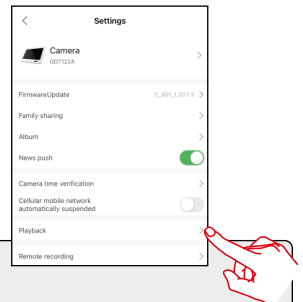 Settings
Camera
GD7122A
FirmwareUpdate C_801_1.20.1.5
Family sharing
Album
News push
Camera time verification
Cellular mobile network
automatically suspended
Playback
Remote recording